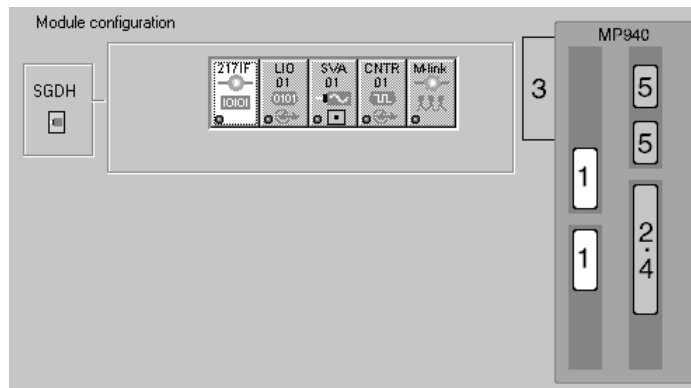 Module configuration
MP940
SGDH
217IF
LIO
01
0101
SVA
01
CNTR
01
M-link
10101
3
5
5
1
1
2.4